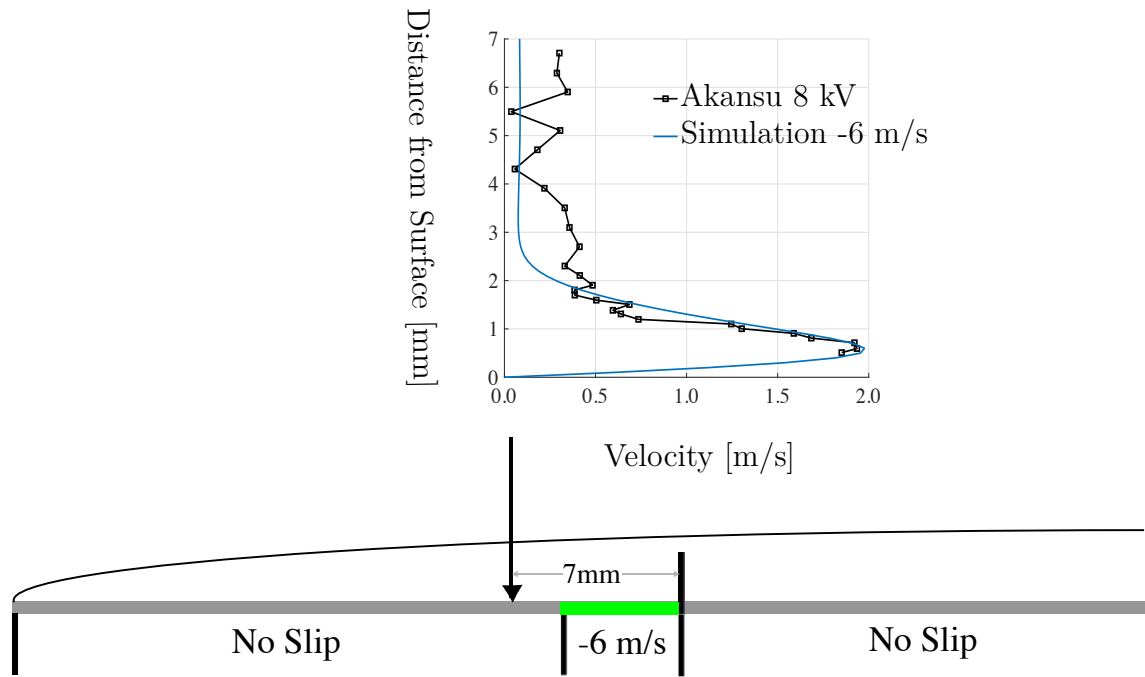 Distance from Surface [mm]
7
6
5
4
3
2
1
0
Akansu 8 kV
Simulation -6 m/s
0.0 0.5 1.0 1.5 2.0
Velocity [m/s]
7mm
No Slip -6 m/s No Slip